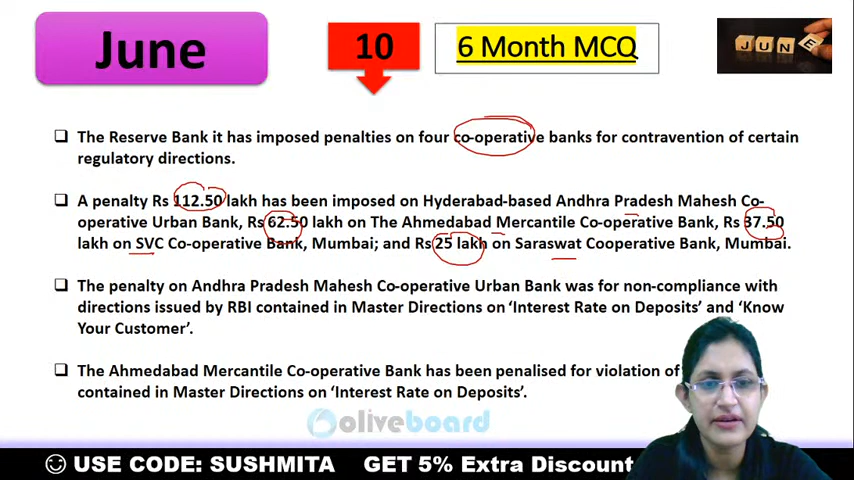 June
10
6 Month MCQ
JUNE
❑ The Reserve Bank it has imposed penalties on four co-operative banks for contravention of certain
regulatory directions.
❑ A penalty Rs 112.50 lakh has been imposed on Hyderabad-based Andhra Pradesh Mahesh Co-
operative Urban Bank, Rs 62.50 lakh on The Ahmedabad Mercantile Co-operative Bank, Rs 37.50
lakh on SVC Co-operative Bank, Mumbai; and Rs 25 lakh on Saraswat Cooperative Bank, Mumbai.
❑ The penalty on Andhra Pradesh Mahesh Co-operative Urban Bank was for non-compliance with
directions issued by RBI contained in Master Directions on ‘Interest Rate on Deposits’ and ‘Know
Your Customer’.
❑ The Ahmedabad Mercantile Co-operative Bank has been penalised for violation of
contained in Master Directions on ‘Interest Rate on Deposits’.
oliveboard
USE CODE: SUSHMITA GET 5% Extra Discount